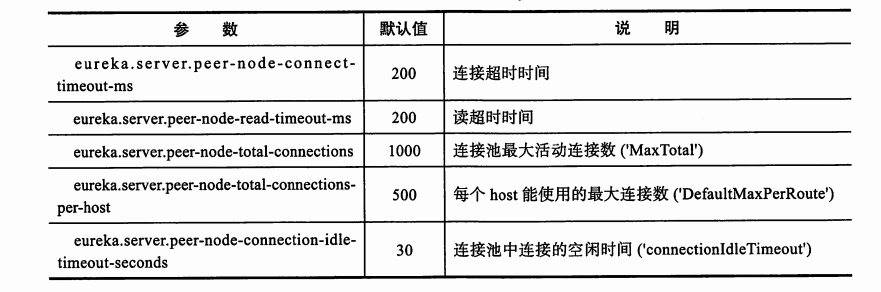 参 数 默认值 说 明
eureka.server.peer-node-connect-
timeout-ms 200 连接超时时间
eureka.server.peer-node-read-timeout-ms 200 读超时时间
eureka.server.peer-node-total-connections 1000 连接池最大活动连接数 ('MaxTotal')
eureka.server.peer-node-total-connections-
per-host 500 每个 host 能使用的最大连接数 ('DefaultMaxPerRoute')
eureka.server.peer-node-connection-idle-
timeout-seconds 30 连接池中连接的空闲时间 ('connectionIdleTimeout')